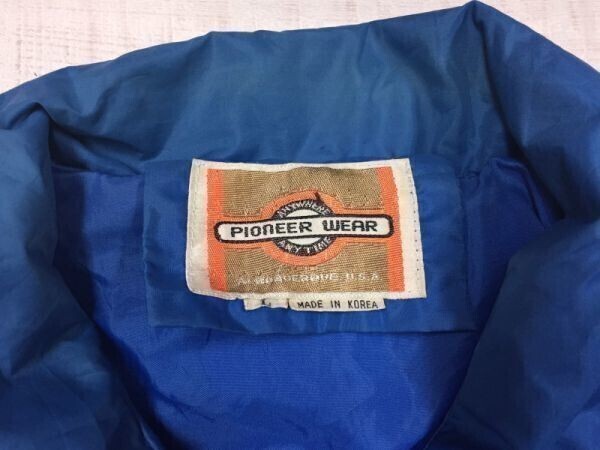 ANYWHERE
PIONEER WEAR
ANY TIME
ALBUQUERQUE, U.S.A.
L
MADE IN KOREA